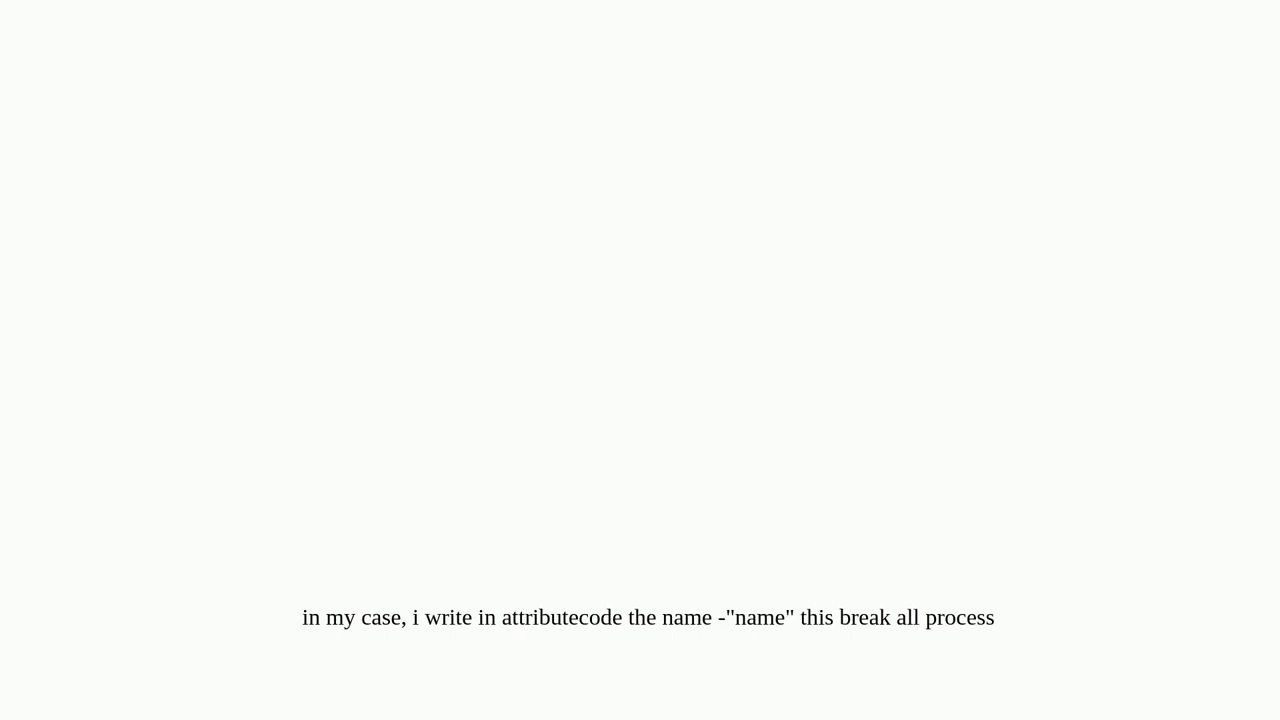 in my case, i write in attributecode the name -"name" this break all process